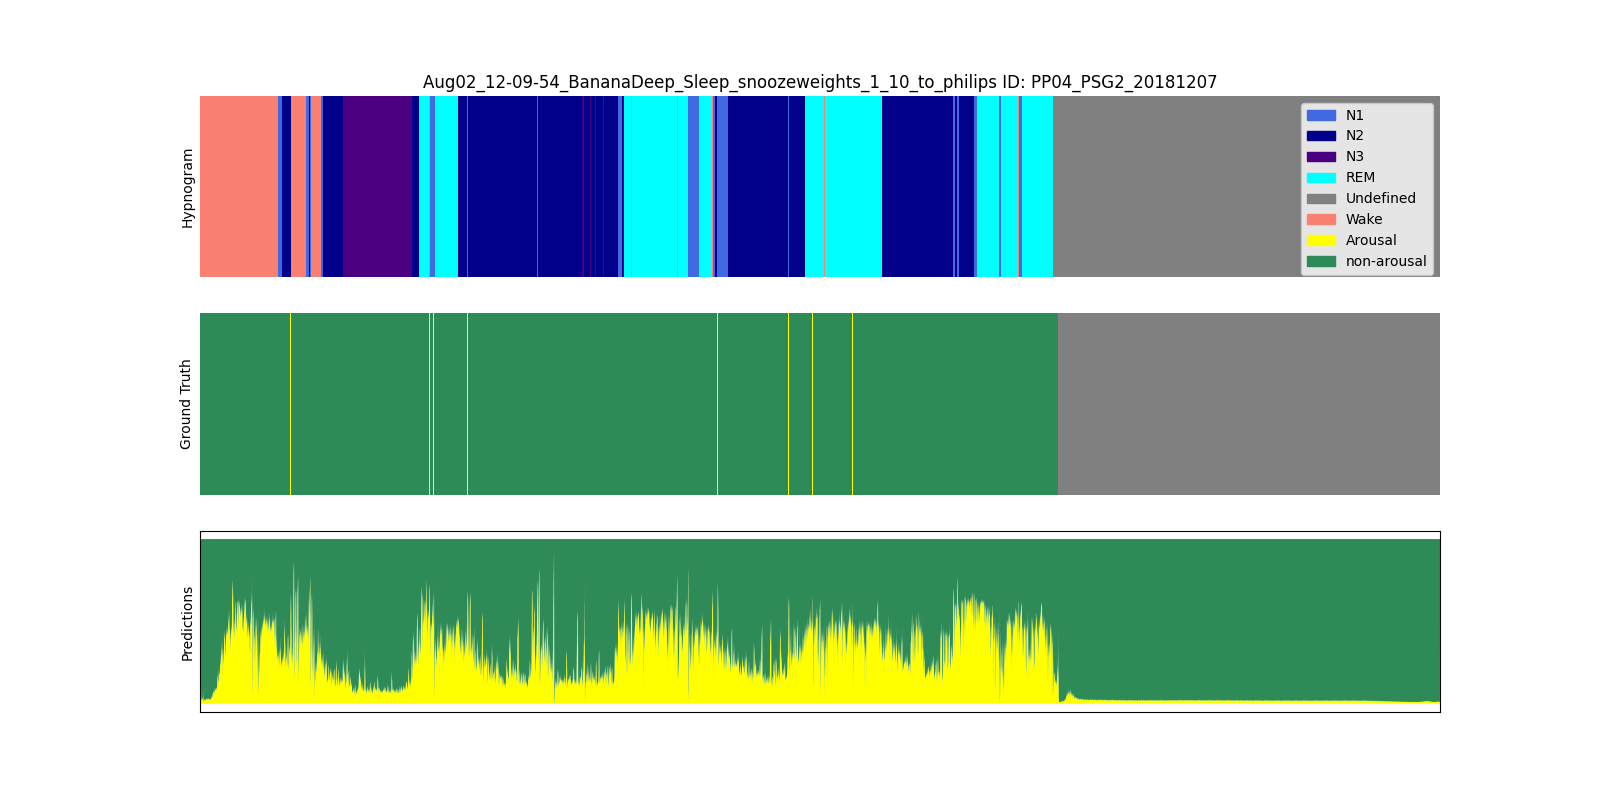 Aug02_12-09-54_BananaDeep_Sleep_snoozeweights_1_10_to_philips ID: PP04_PSG2_20181207
Hypnogram
N1
N2
N3
REM
Undefined
Wake
Arousal
non-arousal
Ground Truth
Predictions